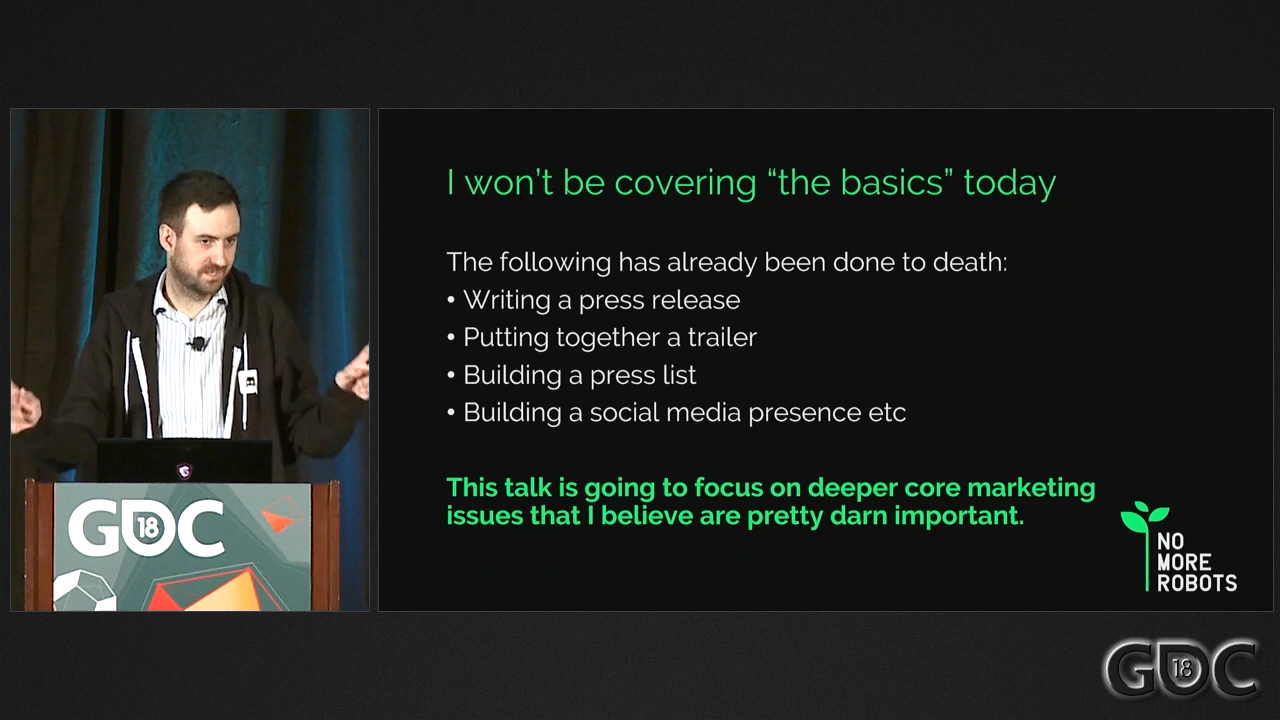 I won't be covering “the basics” today
The following has already been done to death:
• Writing a press release
• Putting together a trailer
• Building a press list
• Building a social media presence etc
This talk is going to focus on deeper core marketing
issues that I believe are pretty darn important.
NO
MORE
ROBOTS
GDC
18
GDC
18